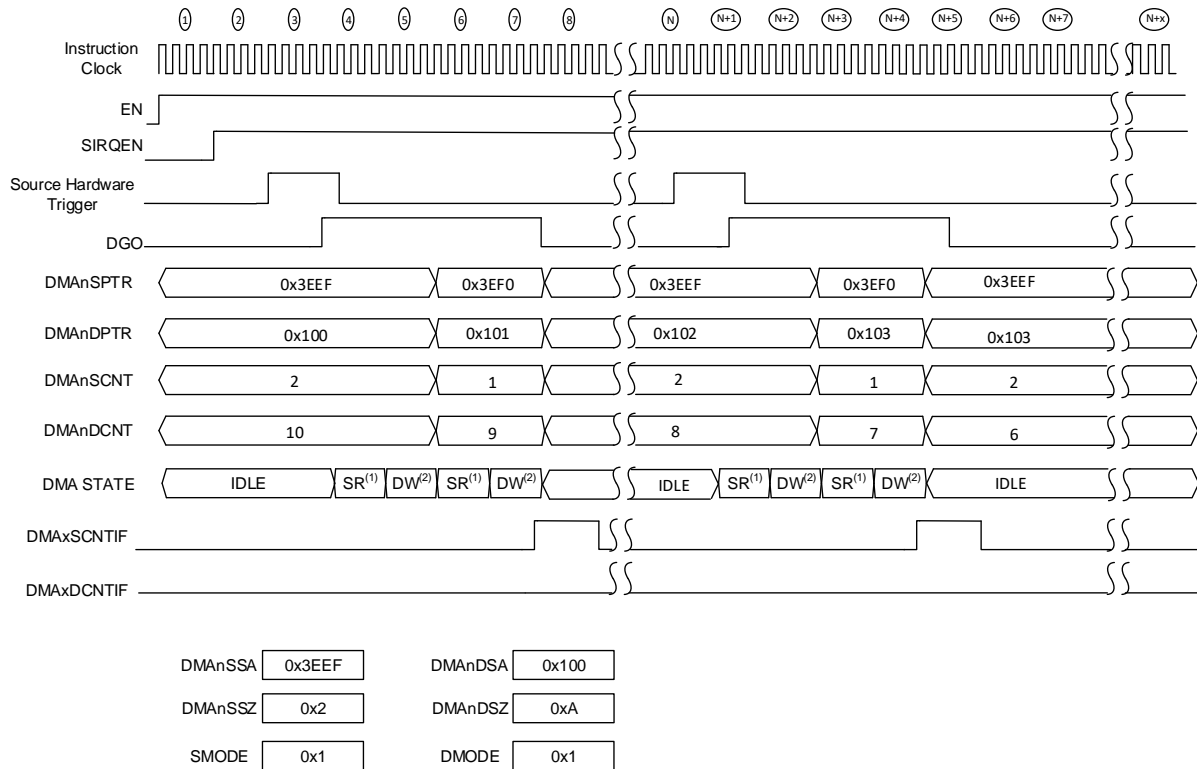 1 2 3 4 5 6 7 8 N N+1 N+2 N+3 N+4 N+5 N+6 N+7 N+x
Instruction
Clock
EN
SIRQEN
Source Hardware
Trigger
DGO
DMAnSPTR 0x3EEF 0x3EF0 0x3EEF 0x3EF0 0x3EEF
DMAnDPTR 0x100 0x101 0x102 0x103 0x103
DMAnSCNT 2 1 2 1 2
DMAnDCNT 10 9 8 7 6
DMA STATE IDLE SR(1) DW(2) SR(1) DW(2) IDLE SR(1) DW(2) SR(1) DW(2) IDLE
DMAxSCNTIF
DMAxDCNTIF
DMAnSSA 0x3EEF DMAnDSA 0x100
DMAnSSZ 0x2 DMAnDSZ 0xA
SMODE 0x1 DMODE 0x1